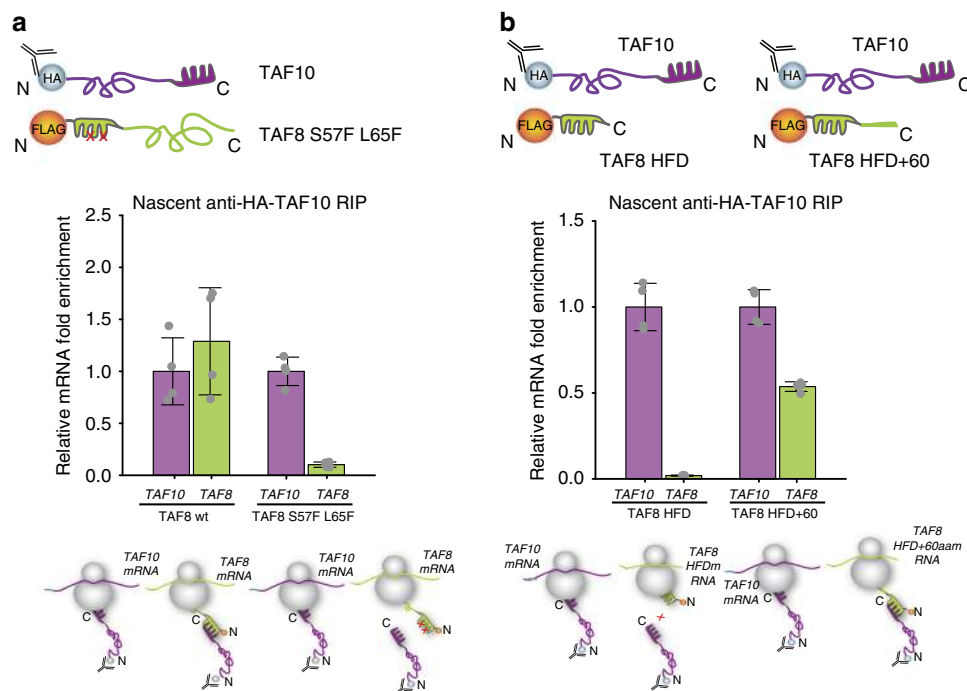 a
HA
N
C
TAF10
FLAG
N
C
TAF8 S57F L65F
Nascent anti-HA-TAF10 RIP
Relative mRNA fold enrichment
2.5
2.0
1.5
1.0
0.5
0.0
TAF10 TAF8 TAF10 TAF8
TAF8 wt TAF8 S57F L65F
TAF10
mRNA
C
N
TAF8
mRNA
C
N
N
TAF10
mRNA
C
N
TAF8
mRNA
C
N
N
b
TAF10
HA
N
C
FLAG
N
C
TAF8 HFD
TAF10
HA
N
C
FLAG
N
C
TAF8 HFD+60
Nascent anti-HA-TAF10 RIP
Relative mRNA fold enrichment
1.5
1.0
0.5
0.0
TAF10 TAF8 TAF10 TAF8
TAF8 HFD TAF8 HFD+60
TAF10
mRNA
C
N
TAF8
HFDm
RNA
N
C
N
TAF10
mRNA
C
N
TAF8
HFD+60aam
RNA
C
N
N